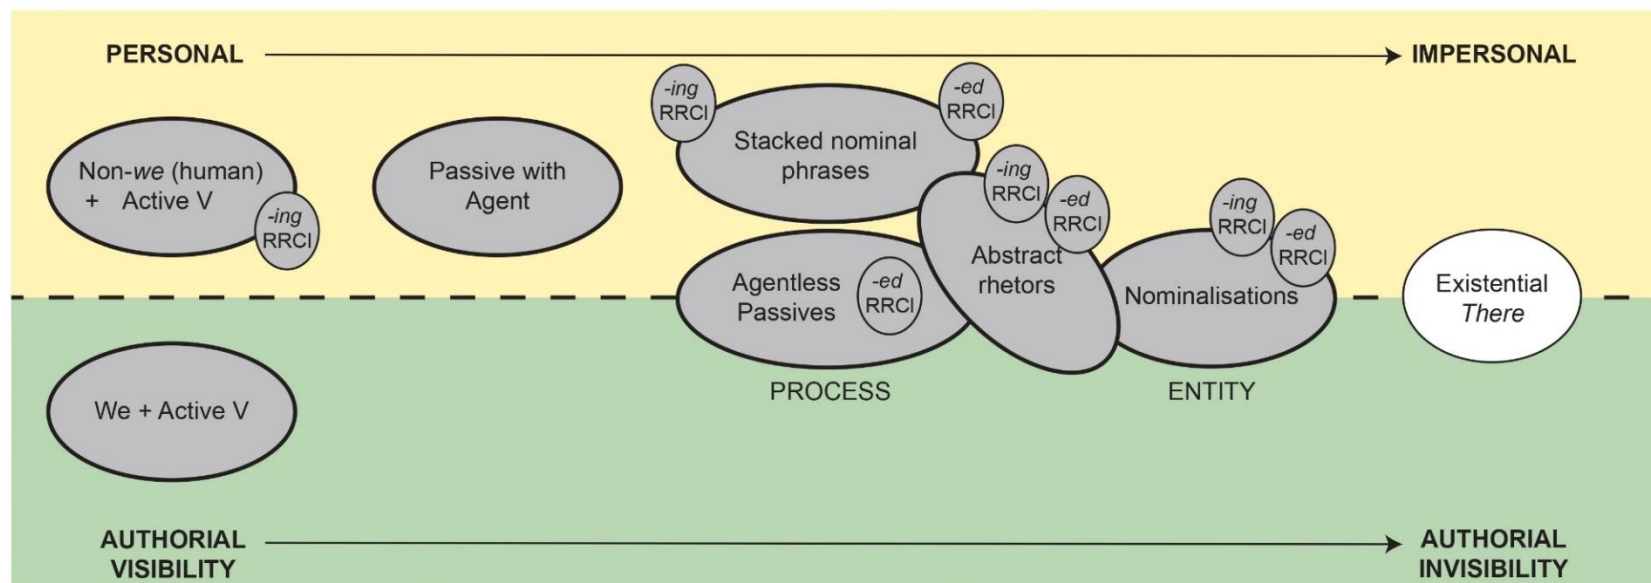 PERSONAL
IMPERSONAL
-ing
RRCl
-ed
RRCl
Stacked nominal
phrases
Non-we (human)
+ Active V
-ing
RRCl
Passive with
Agent
-ing
RRCl
-ed
RRCl
Abstract
rhetors
-ing
RRCl
-ed
RRCl
Nominalisations
Agentless
Passives
-ed
RRCl
Existential
There
PROCESS
ENTITY
We + Active V
AUTHORIAL
VISIBILITY
AUTHORIAL
INVISIBILITY